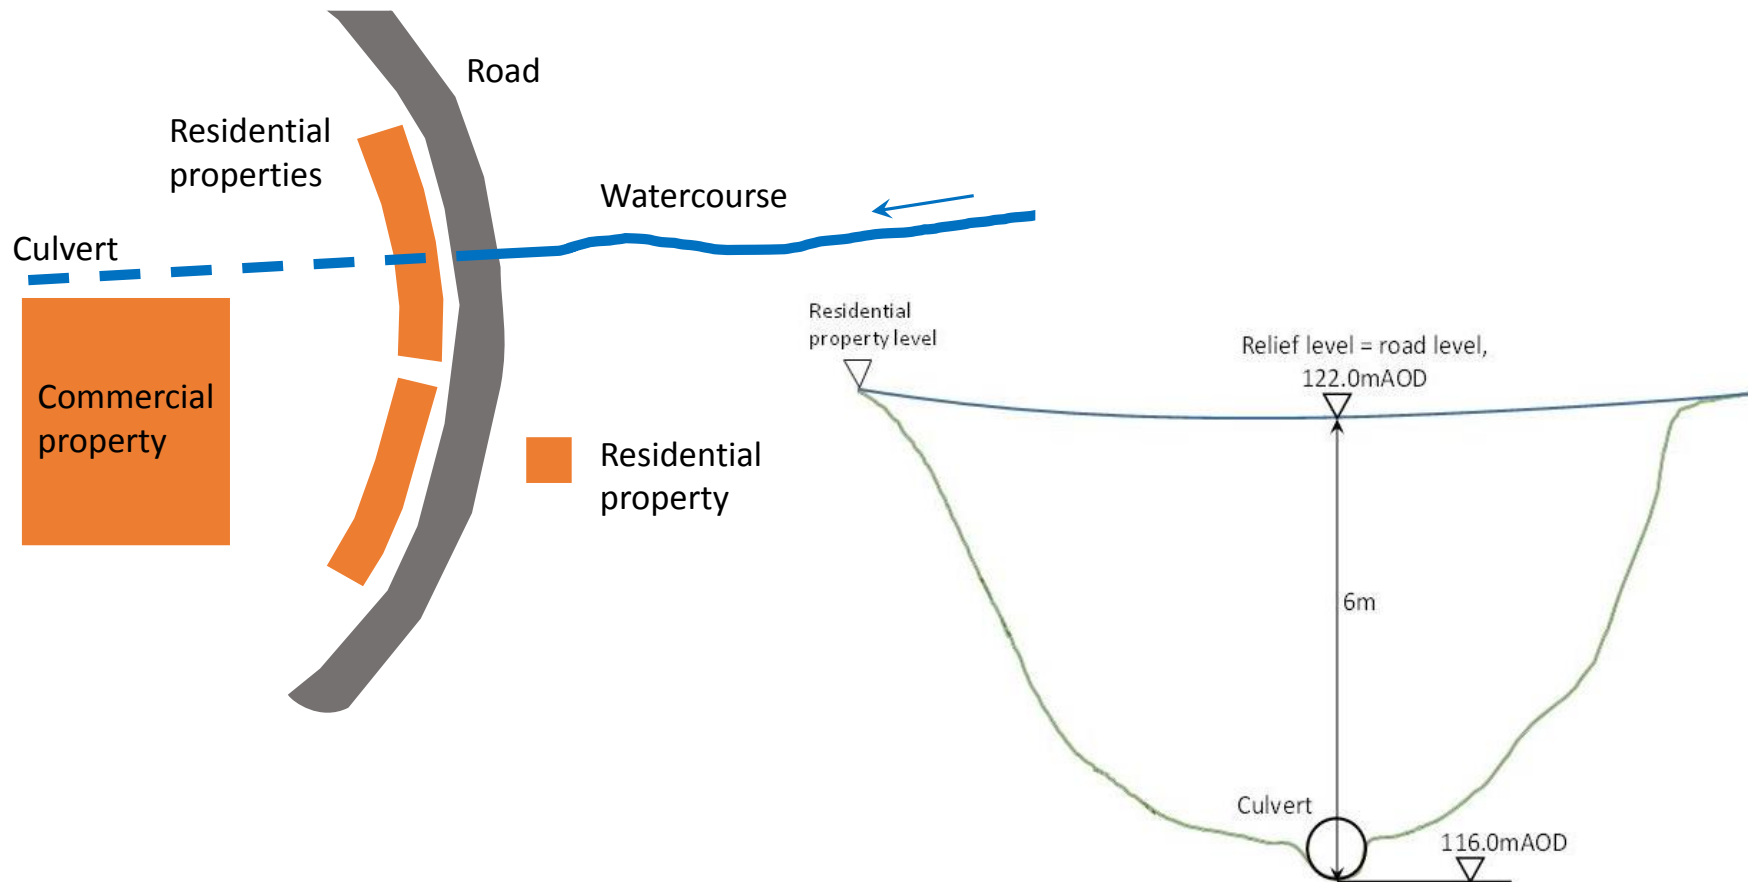 Road
Residential
properties
Watercourse
Culvert
Commercial
property
Residential
property
Residential
property level
Relief level = road level,
122.0mAOD
6m
Culvert
116.0mAOD